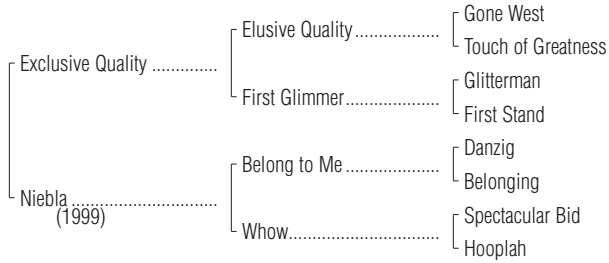 Gone West
Elusive Quality ..................
Touch of Greatness
Exclusive Quality .............
Glitterman
First Glimmer....................
First Stand
Danzig
Belong to Me ....................
Belonging
Niebla ...............................
(1999)
Spectacular Bid
Whow................................
Hooplah